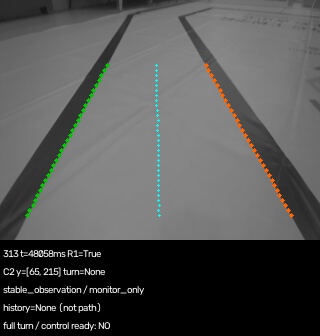 313 t=48058ms R1=True
C2 y=[65, 215] turn=None
stable_observation / monitor_only
history=None (not path)
full turn / control ready: NO